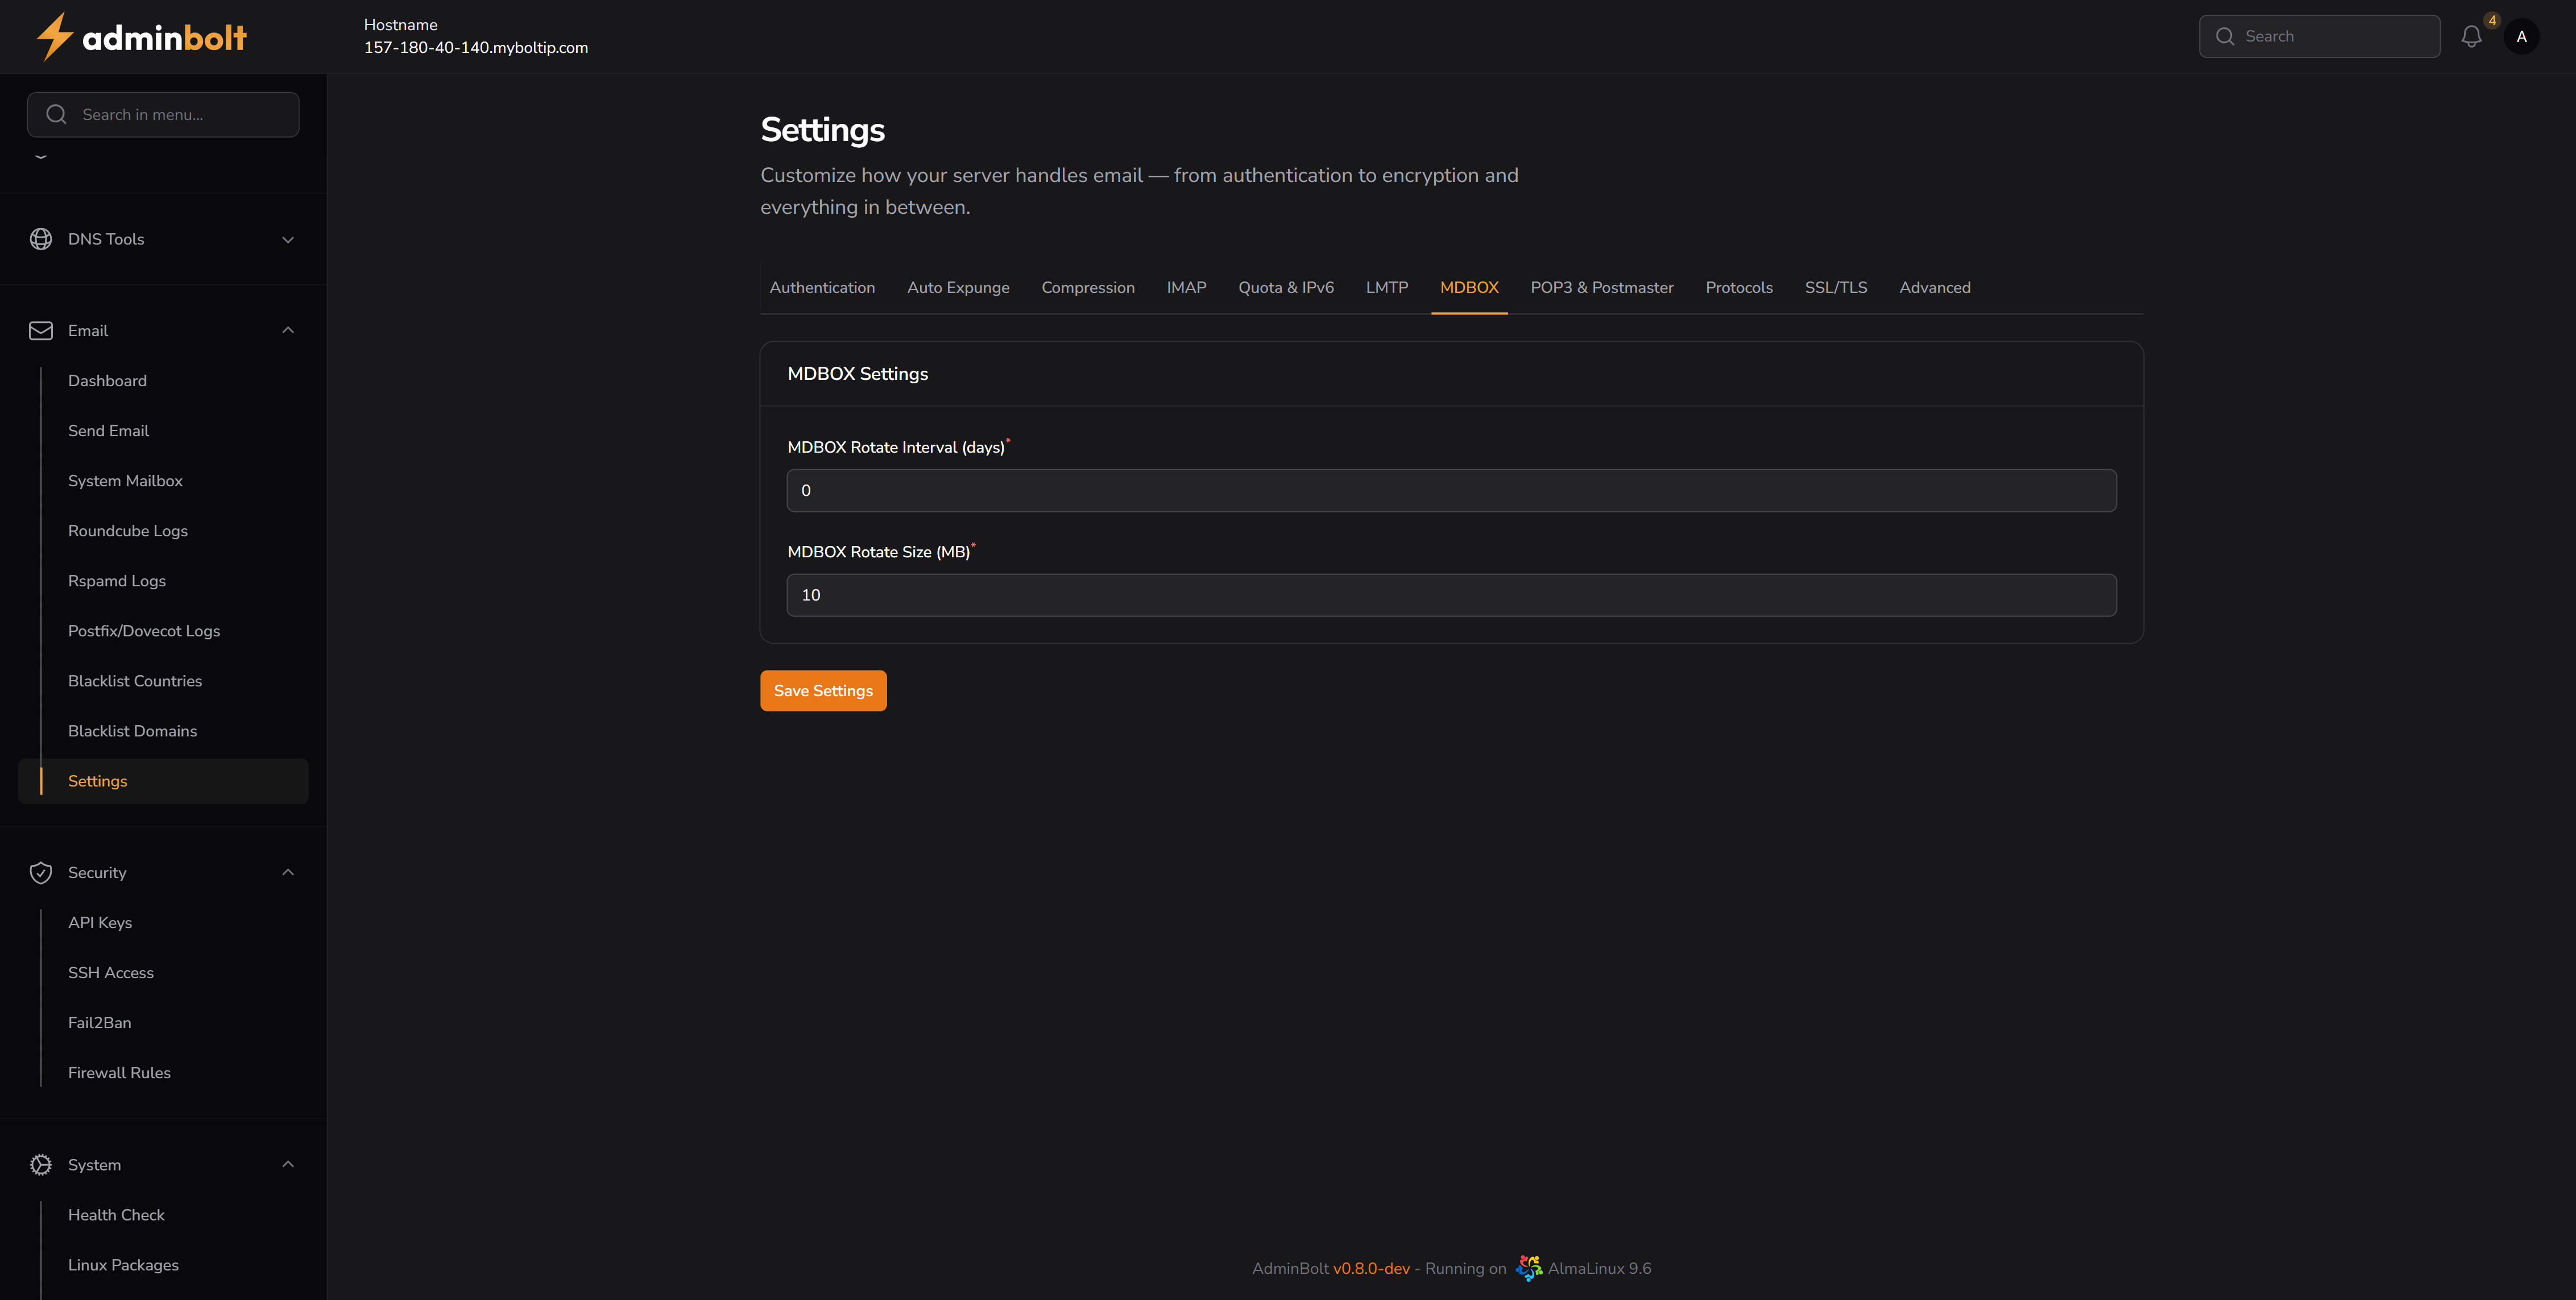 adminbolt
Hostname
157-180-40-140.myboltip.com
Search
4
A
Search in menu...
DNS Tools
Email
Dashboard
Send Email
System Mailbox
Roundcube Logs
Rspamd Logs
Postfix/Dovecot Logs
Blacklist Countries
Blacklist Domains
Settings
Security
API Keys
SSH Access
Fail2Ban
Firewall Rules
System
Health Check
Linux Packages
Settings
Customize how your server handles email — from authentication to encryption and
everything in between.
Authentication Auto Expunge Compression IMAP Quota & IPv6 LMTP MDBOX POP3 & Postmaster Protocols SSL/TLS Advanced
MDBOX Settings
MDBOX Rotate Interval (days)*
0
MDBOX Rotate Size (MB)*
10
Save Settings
AdminBolt v0.8.0-dev - Running on AlmaLinux 9.6